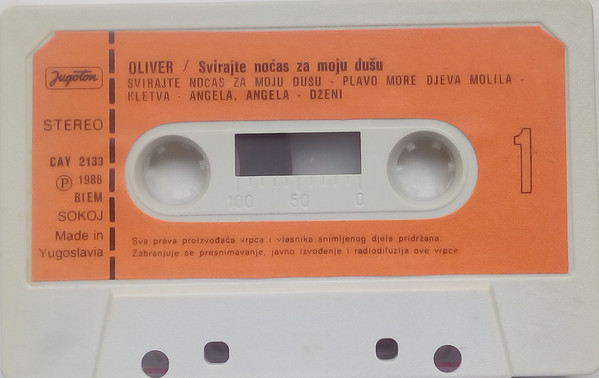 Jugoton
OLIVER / Svirajte noćas za moju dušu
SVIRAJTE NOĆAS ZA MOJU DUŠU - PLAVO MORE DJEVA MOLILA -
KLETVA - ANGELA, ANGELA - DŽENI
STEREO
CAY 2133
Ⓟ 1988
BIEM
SOKOJ
Made in
Yugoslavia
100 50 0
1
Sva prava proizvođača vrpca i vlasnika snimljenog djela pridržana.
Zabranjuje se presnimavanje, javno izvođenje i radiodifuzija ove vrpce.